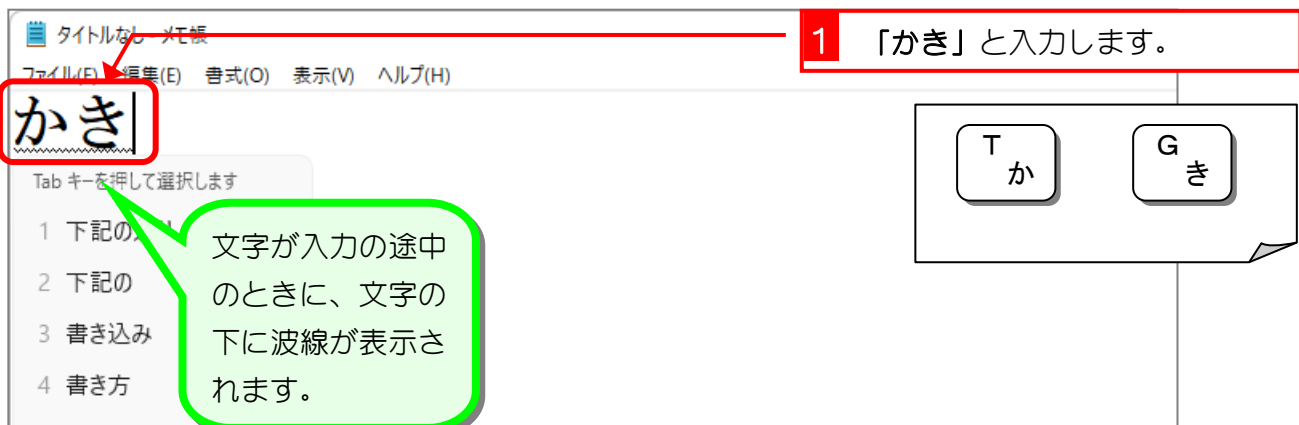 タイトルなし - メモ帳
1 「かき」と入力します。
ファイル(F) 編集(E) 書式(O) 表示(V) ヘルプ(H)
かき
T か
G き
Tab キーを押して選択します
1 下記の
2 下記の
3 書き込み
4 書き方
文字が入力の途中
のときに、文字の
下に波線が表示さ
れます。